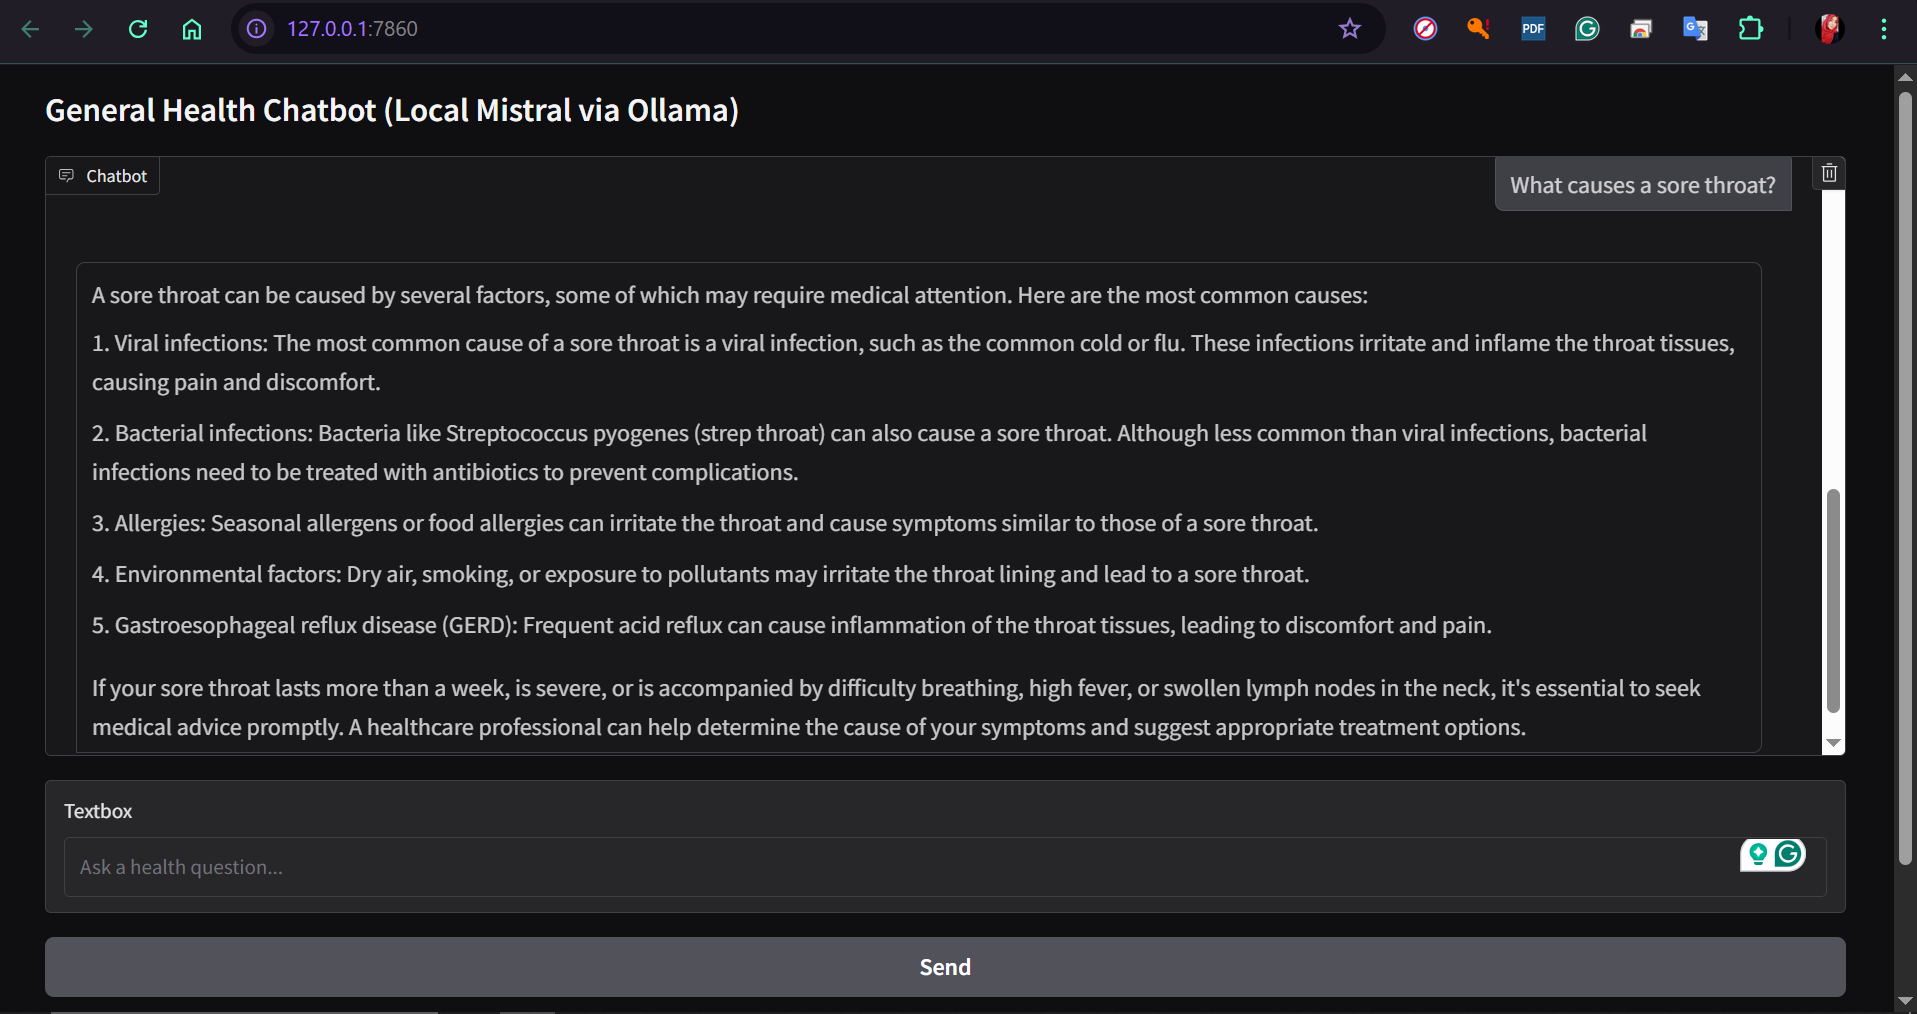 127.0.0.1:7860
PDF
General Health Chatbot (Local Mistral via Ollama)
Chatbot
What causes a sore throat?
A sore throat can be caused by several factors, some of which may require medical attention. Here are the most common causes:
1. Viral infections: The most common cause of a sore throat is a viral infection, such as the common cold or flu. These infections irritate and inflame the throat tissues,
causing pain and discomfort.
2. Bacterial infections: Bacteria like Streptococcus pyogenes (strep throat) can also cause a sore throat. Although less common than viral infections, bacterial
infections need to be treated with antibiotics to prevent complications.
3. Allergies: Seasonal allergens or food allergies can irritate the throat and cause symptoms similar to those of a sore throat.
4. Environmental factors: Dry air, smoking, or exposure to pollutants may irritate the throat lining and lead to a sore throat.
5. Gastroesophageal reflux disease (GERD): Frequent acid reflux can cause inflammation of the throat tissues, leading to discomfort and pain.
If your sore throat lasts more than a week, is severe, or is accompanied by difficulty breathing, high fever, or swollen lymph nodes in the neck, it's essential to seek
medical advice promptly. A healthcare professional can help determine the cause of your symptoms and suggest appropriate treatment options.
Textbox
Ask a health question...
Send